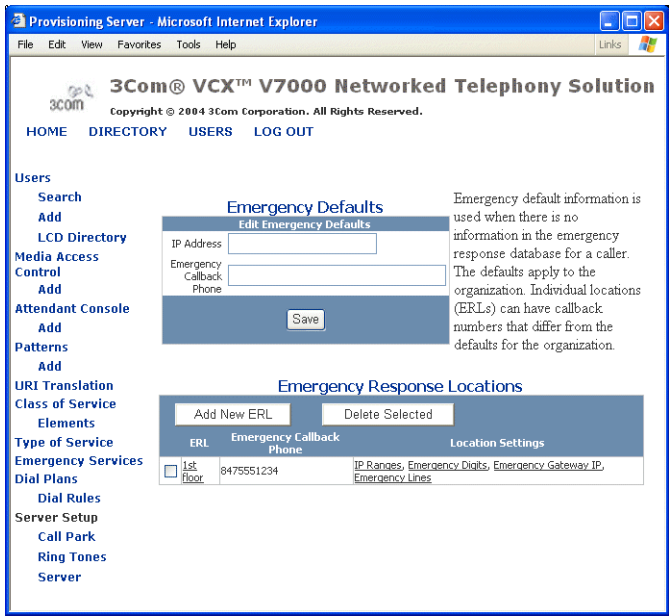 Provisioning Server - Microsoft Internet Explorer
File Edit View Favorites Tools Help Links
3com
3Com® VCX™ V7000 Networked Telephony Solution
Copyright © 2004 3Com Corporation. All Rights Reserved.
HOME DIRECTORY USERS LOG OUT
Users
Search
Add
LCD Directory
Media Access
Control
Add
Attendant Console
Add
Patterns
Add
URI Translation
Class of Service
Elements
Type of Service
Emergency Services
Dial Plans
Dial Rules
Server Setup
Call Park
Ring Tones
Server
Emergency Defaults
Edit Emergency Defaults
IP Address
Emergency
Callback
Phone
Save
Emergency default information is
used when there is no
information in the emergency
response database for a caller.
The defaults apply to the
organization. Individual locations
(ERLs) can have callback
numbers that differ from the
defaults for the organization.
Emergency Response Locations
Add New ERL Delete Selected
ERL
Emergency Callback
Phone
Location Settings
1st
floor
8475551234
IP Ranges, Emergency Digits, Emergency Gateway IP,
Emergency Lines